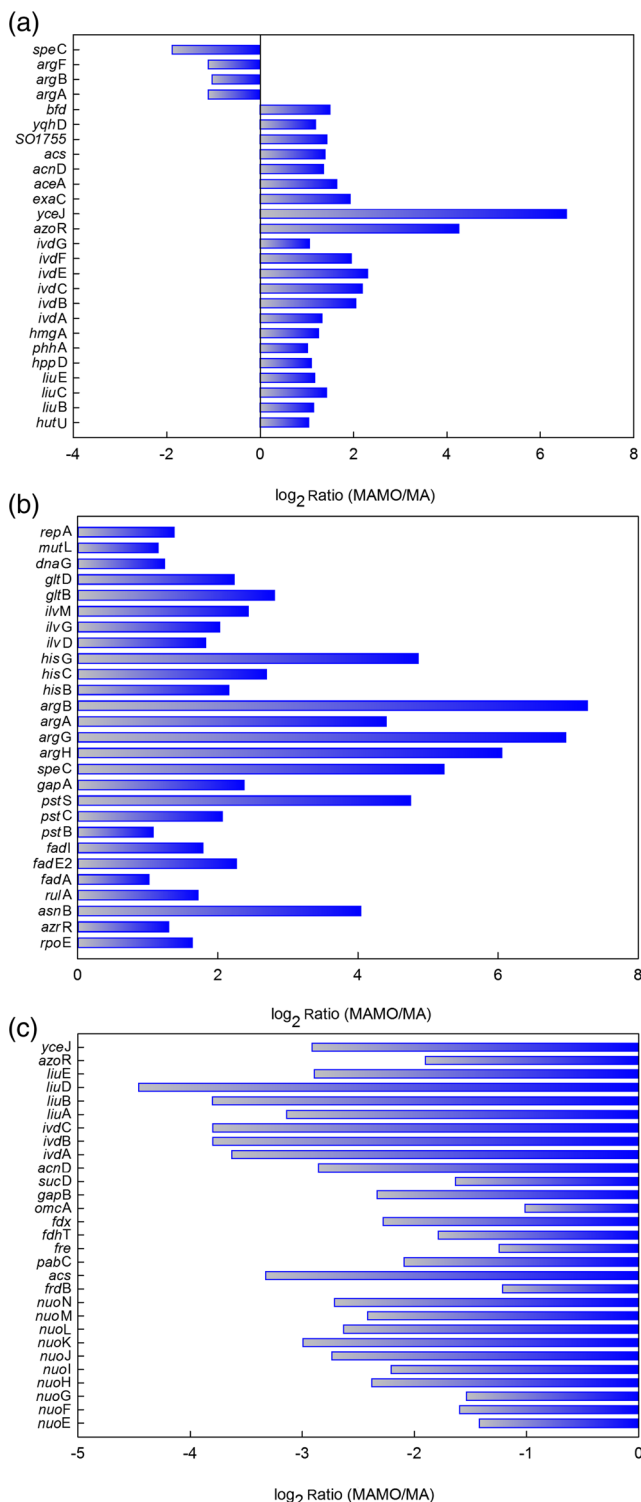 (a)
speC
argF
argB
argA
bfd
yqhD
SO1755
acs
acnD
aceA
exaC
yceJ
azoR
ivdG
ivdF
ivdE
ivdC
ivdB
ivdA
hmgA
phhA
hppD
liuE
liuC
liuB
hutU
-4 -2 0 2 4 6 8
log2 Ratio (MAMO/MA)
(b)
repA
mutL
dnaG
gltD
gltB
ilvM
ilvG
ilvD
hisG
hisC
hisB
argB
argA
argG
argH
speC
gapA
pstS
pstC
pstB
fadI
fadE2
fadA
rulA
asnB
azrR
rpoE
0 2 4 6 8
log2 Ratio (MAMO/MA)
(c)
yceJ
azoR
liuE
liuD
liuB
liuA
ivdC
ivdB
ivdA
acnD
sucD
gapB
omcA
fdx
fdhT
fre
pabC
acs
frdB
nuoN
nuoM
nuoL
nuoK
nuoJ
nuoI
nuoH
nuoG
nuoF
nuoE
-5 -4 -3 -2 -1 0
log2 Ratio (MAMO/MA)